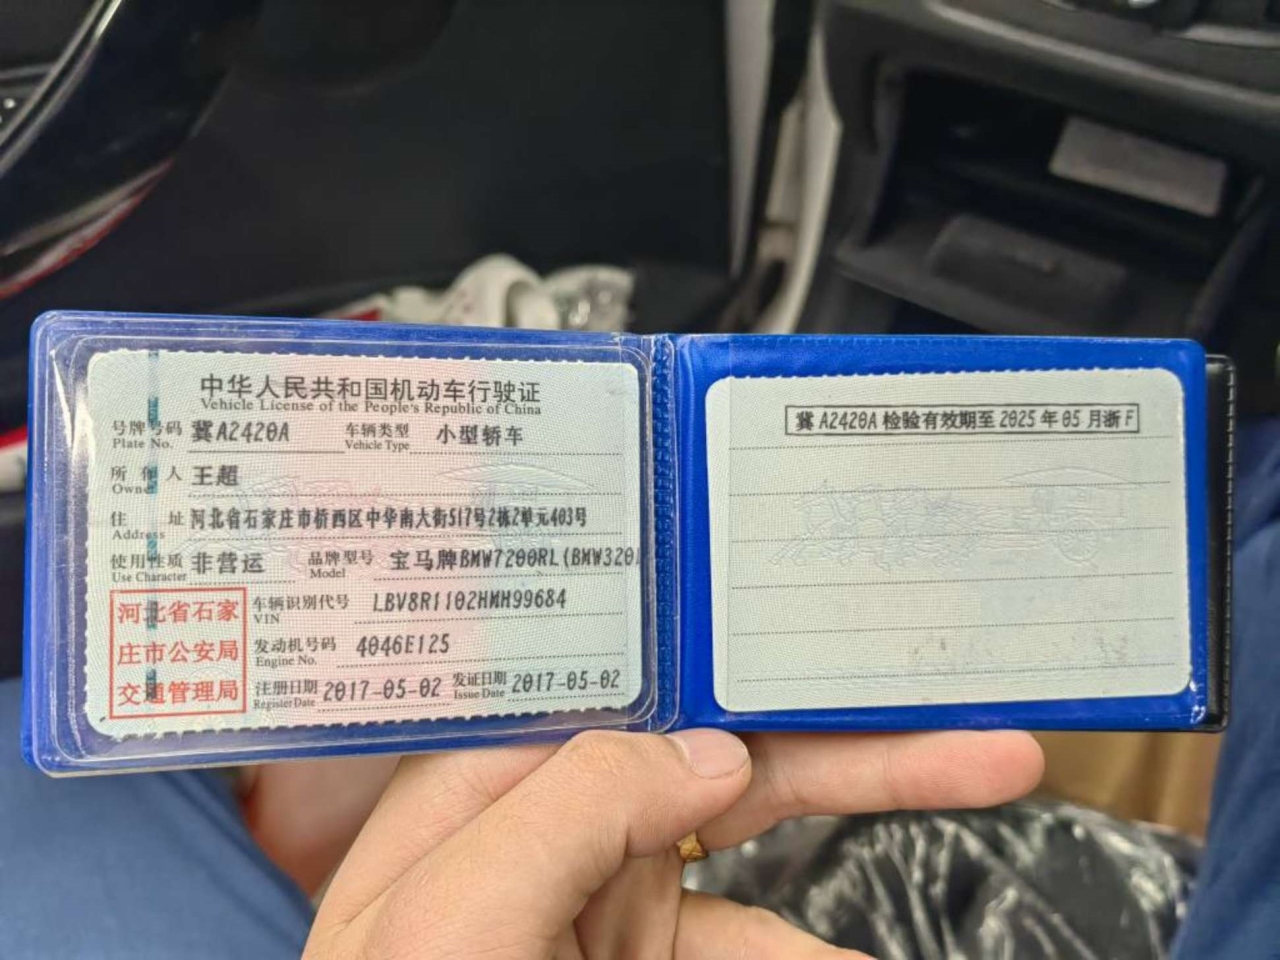 中华人民共和国机动车行驶证
Vehicle License of the People's Republic of China
号牌号码 冀A2420A 车辆类型 小型轿车
Plate No. Vehicle Type
所有人 王超
Owner
住 址 河北省石家庄市桥西区中华南大街517号2栋2单元403号
Address
使用性质 非营运 品牌型号 宝马牌BMW7200RL(BMW320
Use Character Model
河北省石家
庄市公安局
交通管理局
车辆识别代号 LBV8R1102HMH99684
VIN
发动机号码 4046E125
Engine No.
注册日期 2017-05-02 发证日期 2017-05-02
Register Date Issue Date
冀A2420A检验有效期至2025年05月浙F